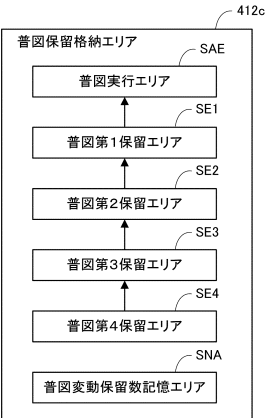 412c
普図保留格納エリア
SAE
普図実行エリア
SE1
普図第1保留エリア
SE2
普図第2保留エリア
SE3
普図第3保留エリア
SE4
普図第4保留エリア
SNA
普図変動保留数記憶エリア